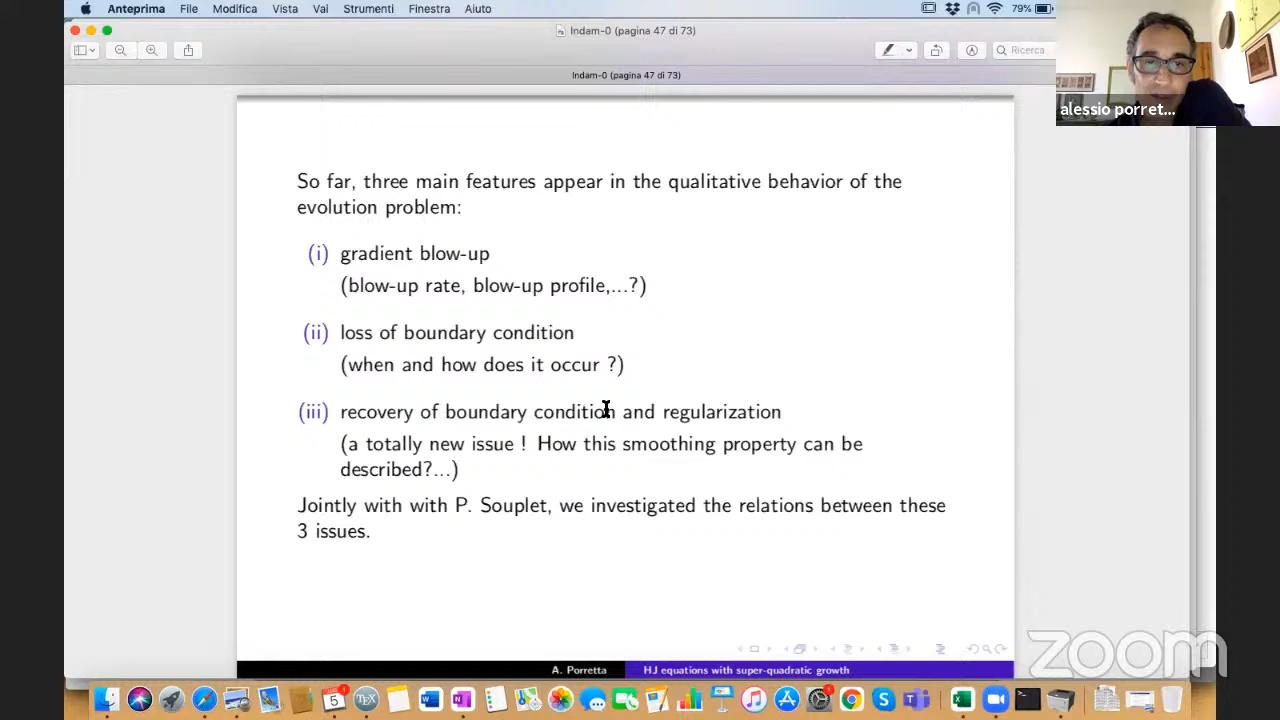 Anteprima File Modifica Vista Vai Strumenti Finestra Aiuto 79%
Indam-0 (pagina 47 di 73)
Ricerca
Indam-0 (pagina 47 di 73)
alessio porret...
So far, three main features appear in the qualitative behavior of the
evolution problem:
(i) gradient blow-up
(blow-up rate, blow-up profile,...?)
(ii) loss of boundary condition
(when and how does it occur ?)
(iii) recovery of boundary condition and regularization
(a totally new issue ! How this smoothing property can be
described?...)
Jointly with with P. Souplet, we investigated the relations between these
3 issues.
A. Porretta HJ equations with super-quadratic growth
zoom